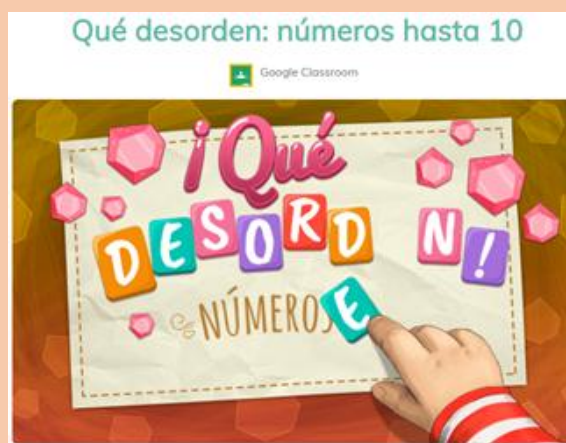 Qué desorden: números hasta 10
Google Classroom
¡Qué
DESORD N!
NÚMEROS
E